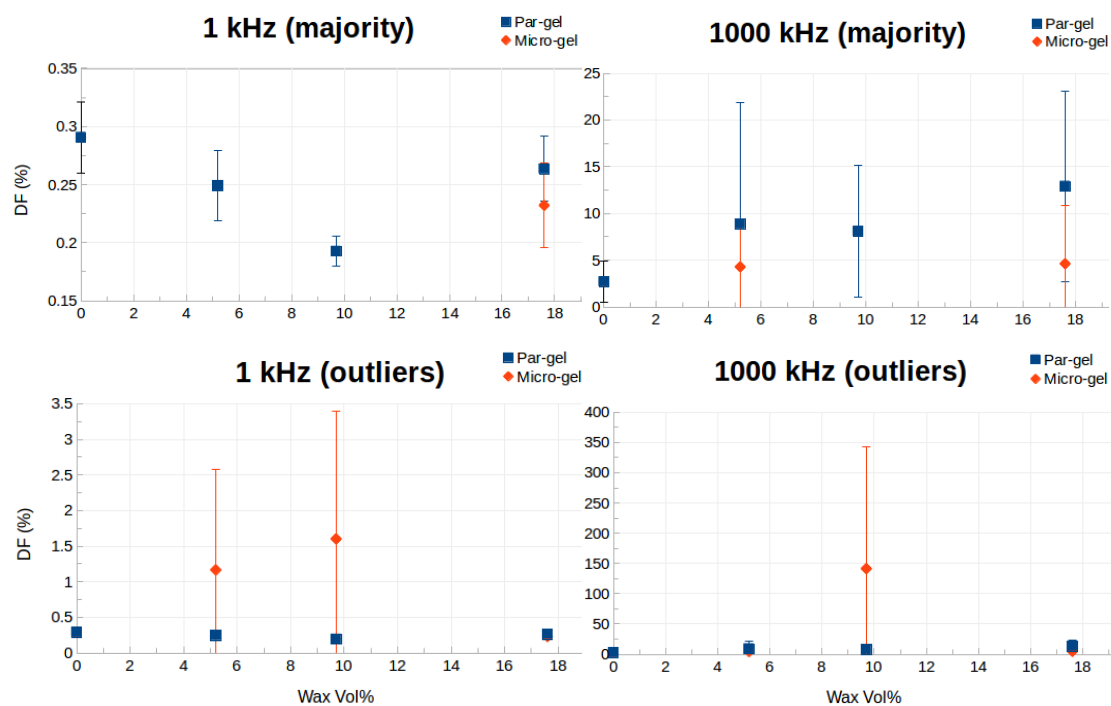 1 kHz (majority)
Par-gel
Micro-gel
DF (%)
0.35
0.3
0.25
0.2
0.15
0 2 4 6 8 10 12 14 16 18
1000 kHz (majority)
Par-gel
Micro-gel
25
20
15
10
5
0
0 2 4 6 8 10 12 14 16 18
1 kHz (outliers)
Par-gel
Micro-gel
DF (%)
3.5
3
2.5
2
1.5
1
0.5
0
0 2 4 6 8 10 12 14 16 18
Wax Vol%
1000 kHz (outliers)
Par-gel
Micro-gel
400
350
300
250
200
150
100
50
0
0 2 4 6 8 10 12 14 16 18
Wax Vol%